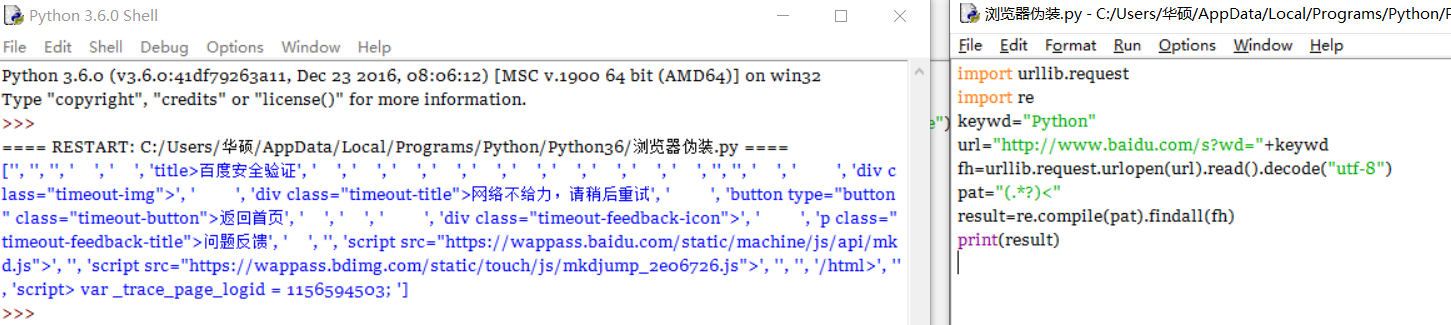 Python 3.6.0 Shell
File Edit Shell Debug Options Window Help
Python 3.6.0 (v3.6.0:41df79263a11, Dec 23 2016, 08:06:12) [MSC v.1900 64 bit (AMD64)] on win32
Type "copyright", "credits" or "license()" for more information.
>>>
==== RESTART: C:/Users/华硕/AppData/Local/Programs/Python/Python36/浏览器伪装.py ====
['', '', '', ' ', ' ', 'title>百度安全验证', ' ', ' ', ' ', ' ', ' ', ' ', ' ', ' ', ' ', ' ', ' ', '', '', ' ', ' ', 'div c
lass="timeout-img">', ' ', 'div class="timeout-title">网络不给力，请稍后重试', ' ', 'button type="button
" class="timeout-button">返回首页', ' ', ' ', ' ', 'div class="timeout-feedback-icon">', ' ', 'p class="
timeout-feedback-title">问题反馈', ' ', '', 'script src="https://wappass.baidu.com/static/machine/js/api/mk
d.js">', '', 'script src="https://wappass.bdimg.com/static/touch/js/mkdjump_2e06726.js">', '', '', '/html>', ''
, 'script> var _trace_page_logid = 1156594503; ']
>>>
e")
浏览器伪装.py - C:/Users/华硕/AppData/Local/Programs/Python/P
File Edit Format Run Options Window Help
import urllib.request
import re
keywd="Python"
url="http://www.baidu.com/s?wd="+keywd
fh=urllib.request.urlopen(url).read().decode("utf-8")
pat="(.*?)<"
result=re.compile(pat).findall(fh)
print(result)